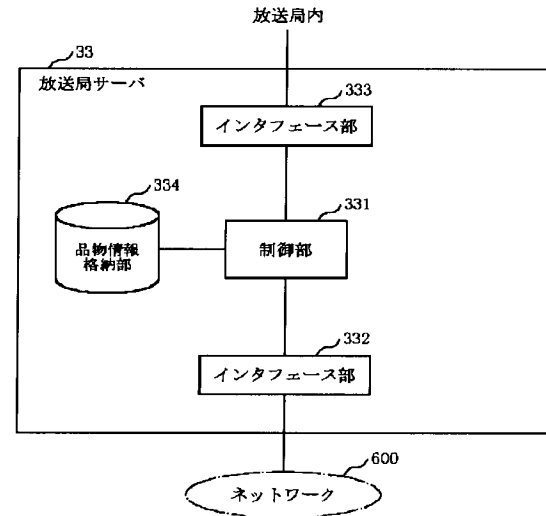 放送局内
33
放送局サーバ
333
インタフェース部
334
331
品物情報
格納部
制御部
332
インタフェース部
600
ネットワーク